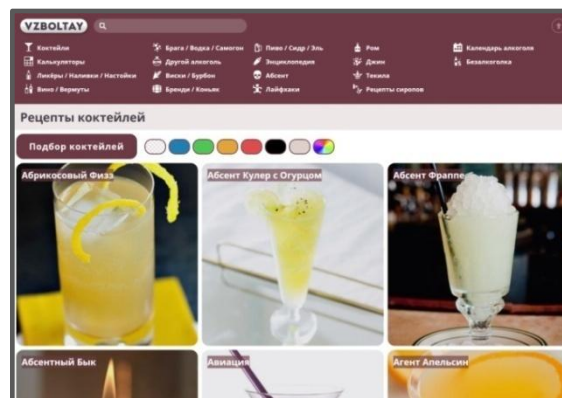 VZBOLTAY
Коктейли
Брага / Водка / Самогон
Пиво / Сидр / Эль
Ром
Календарь алкоголя
Калькуляторы
Другой алкоголь
Энциклопедия
Джин
Безалкоголка
Ликёры / Наливки / Настойки
Виски / Бурбон
Абсент
Текила
Вино / Вермуты
Бренди / Коньяк
Лайфхаки
Рецепты сиропов
Рецепты коктейлей
Подбор коктейлей
Абрикосовый Физз
Абсент Кулер с Огурцом
Абсент Фраппе
Абсентный Бык
Авиация
Агент Апельсин